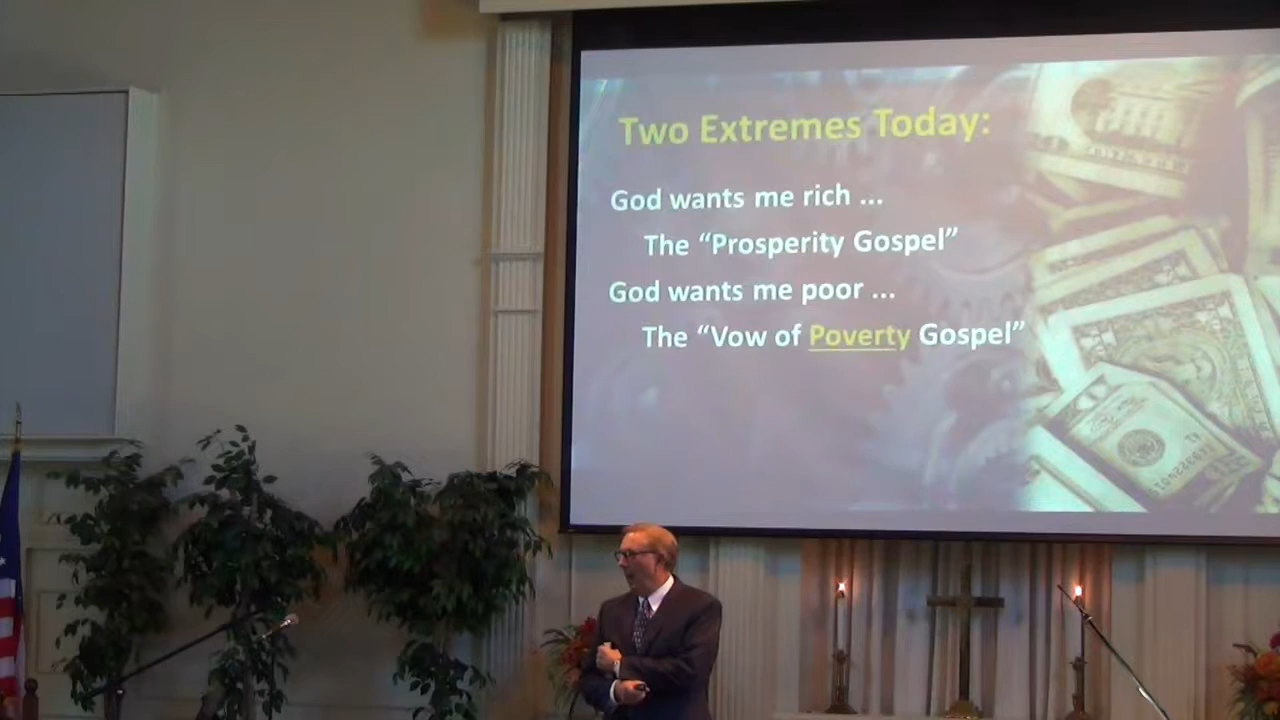 Two Extremes Today:
God wants me rich ...
The “Prosperity Gospel”
God wants me poor ...
The “Vow of Poverty Gospel”